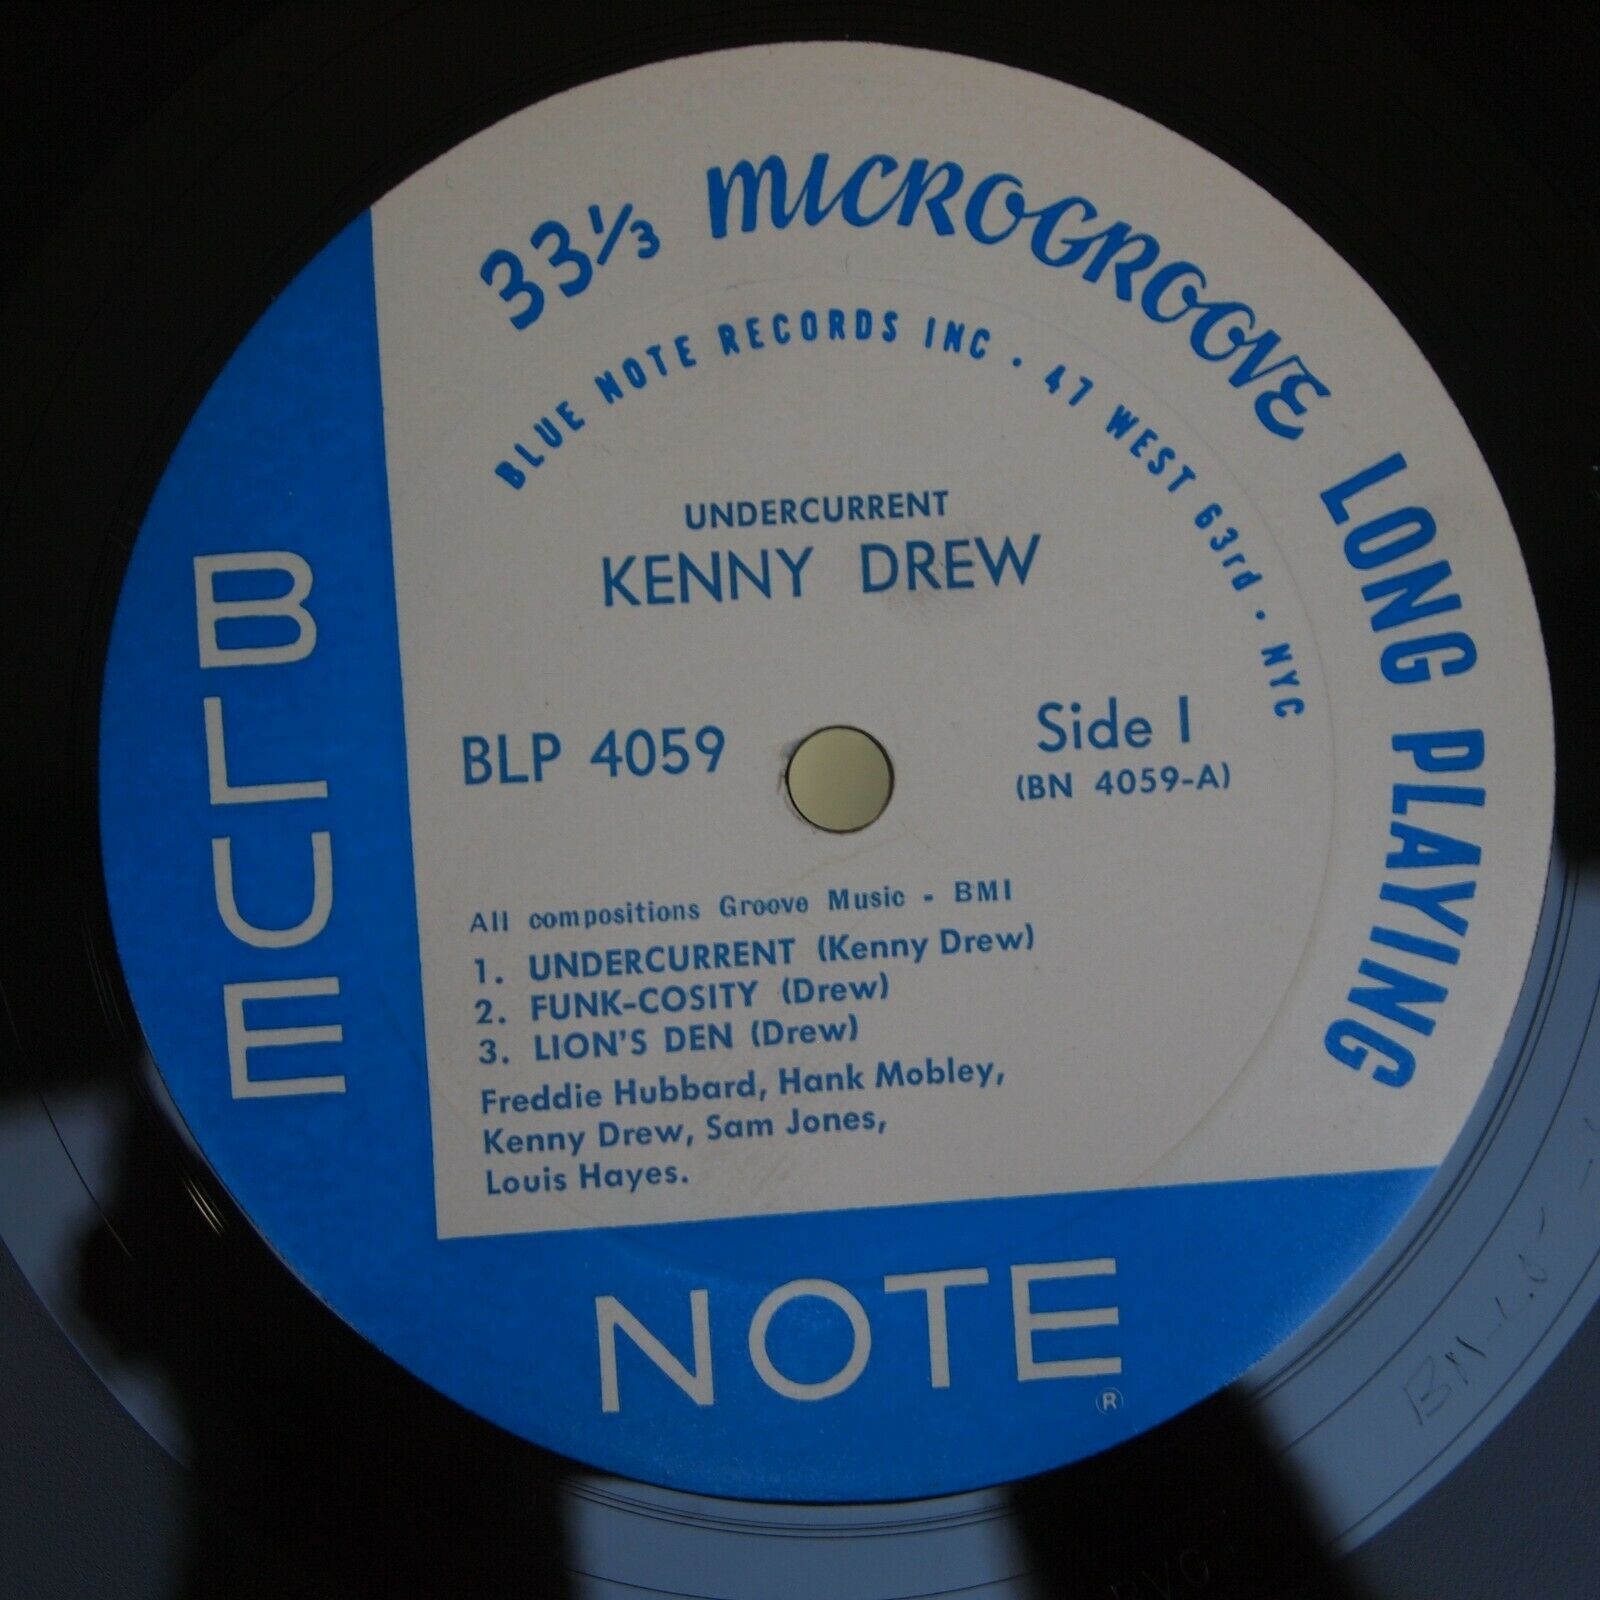 33⅓ MICROGROOVE LONG PLAYING
BLUE NOTE RECORDS INC · 47 WEST 63rd · NYC
UNDERCURRENT
KENNY DREW
BLP 4059
Side I
(BN 4059-A)
All compositions Groove Music - BMI
1. UNDERCURRENT (Kenny Drew)
2. FUNK-COSITY (Drew)
3. LION'S DEN (Drew)
Freddie Hubbard, Hank Mobley,
Kenny Drew, Sam Jones,
Louis Hayes.
BLUE
NOTE
®